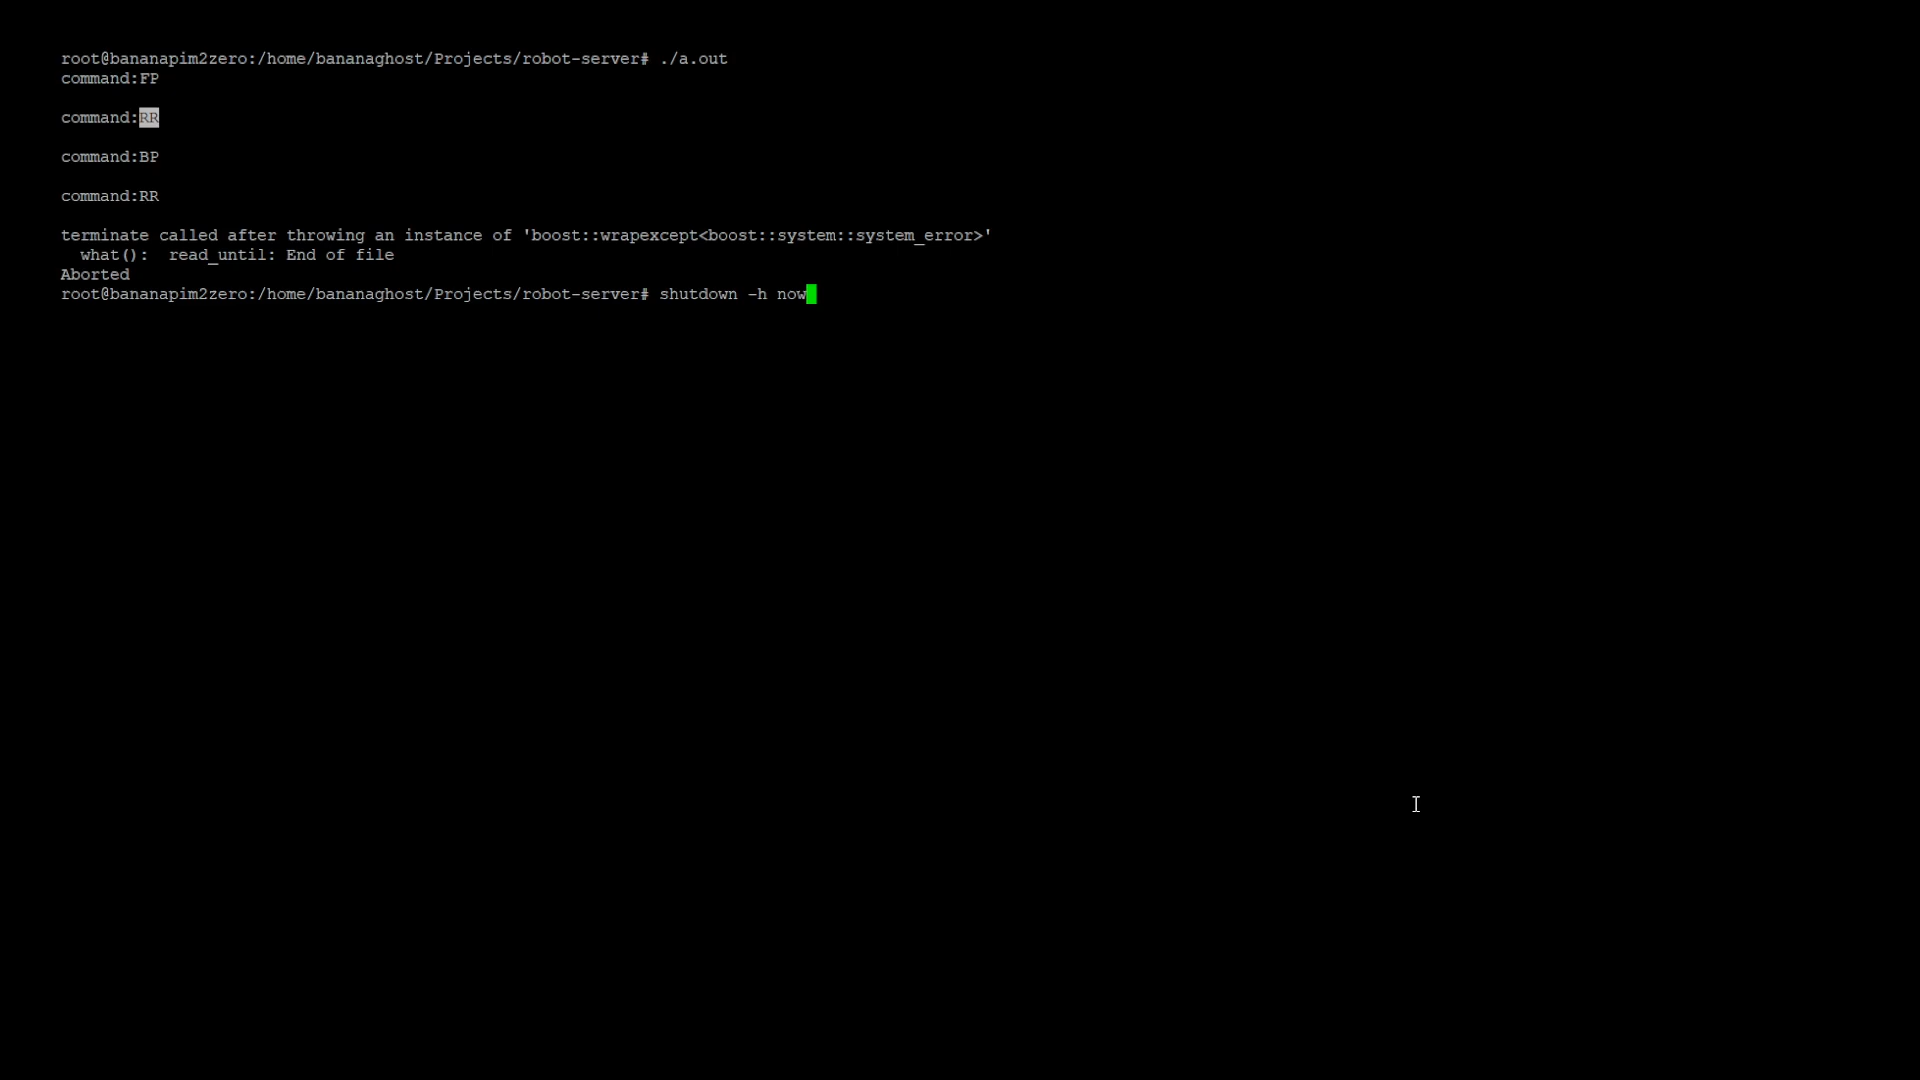 root@bananapim2zero:/home/bananaghost/Projects/robot-server# ./a.out
command:FP
command:RR
command:BP
command:RR
terminate called after throwing an instance of 'boost::wrapexcept<boost::system::system_error>'
what():  read_until: End of file
Aborted
root@bananapim2zero:/home/bananaghost/Projects/robot-server# shutdown -h now